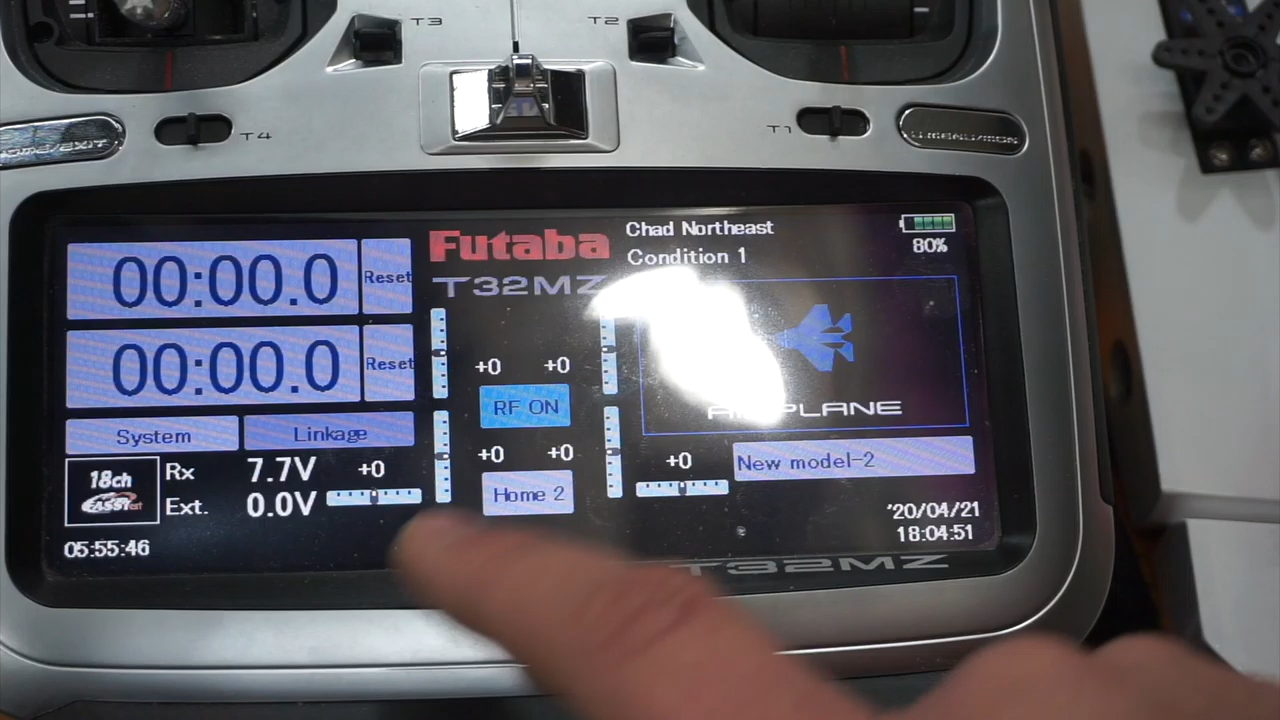 T3
T2
T4
T1
Futaba
T32MZ
Chad Northeast
Condition 1
80%
00:00.0
Reset
00:00.0
Reset
+0
+0
RF ON
System
Linkage
+0
+0
Home 2
18ch
Rx
7.7V
+0
Ext.
0.0V
05:55:46
+0
New model-2
'20/04/21
18:04:51
T32MZ